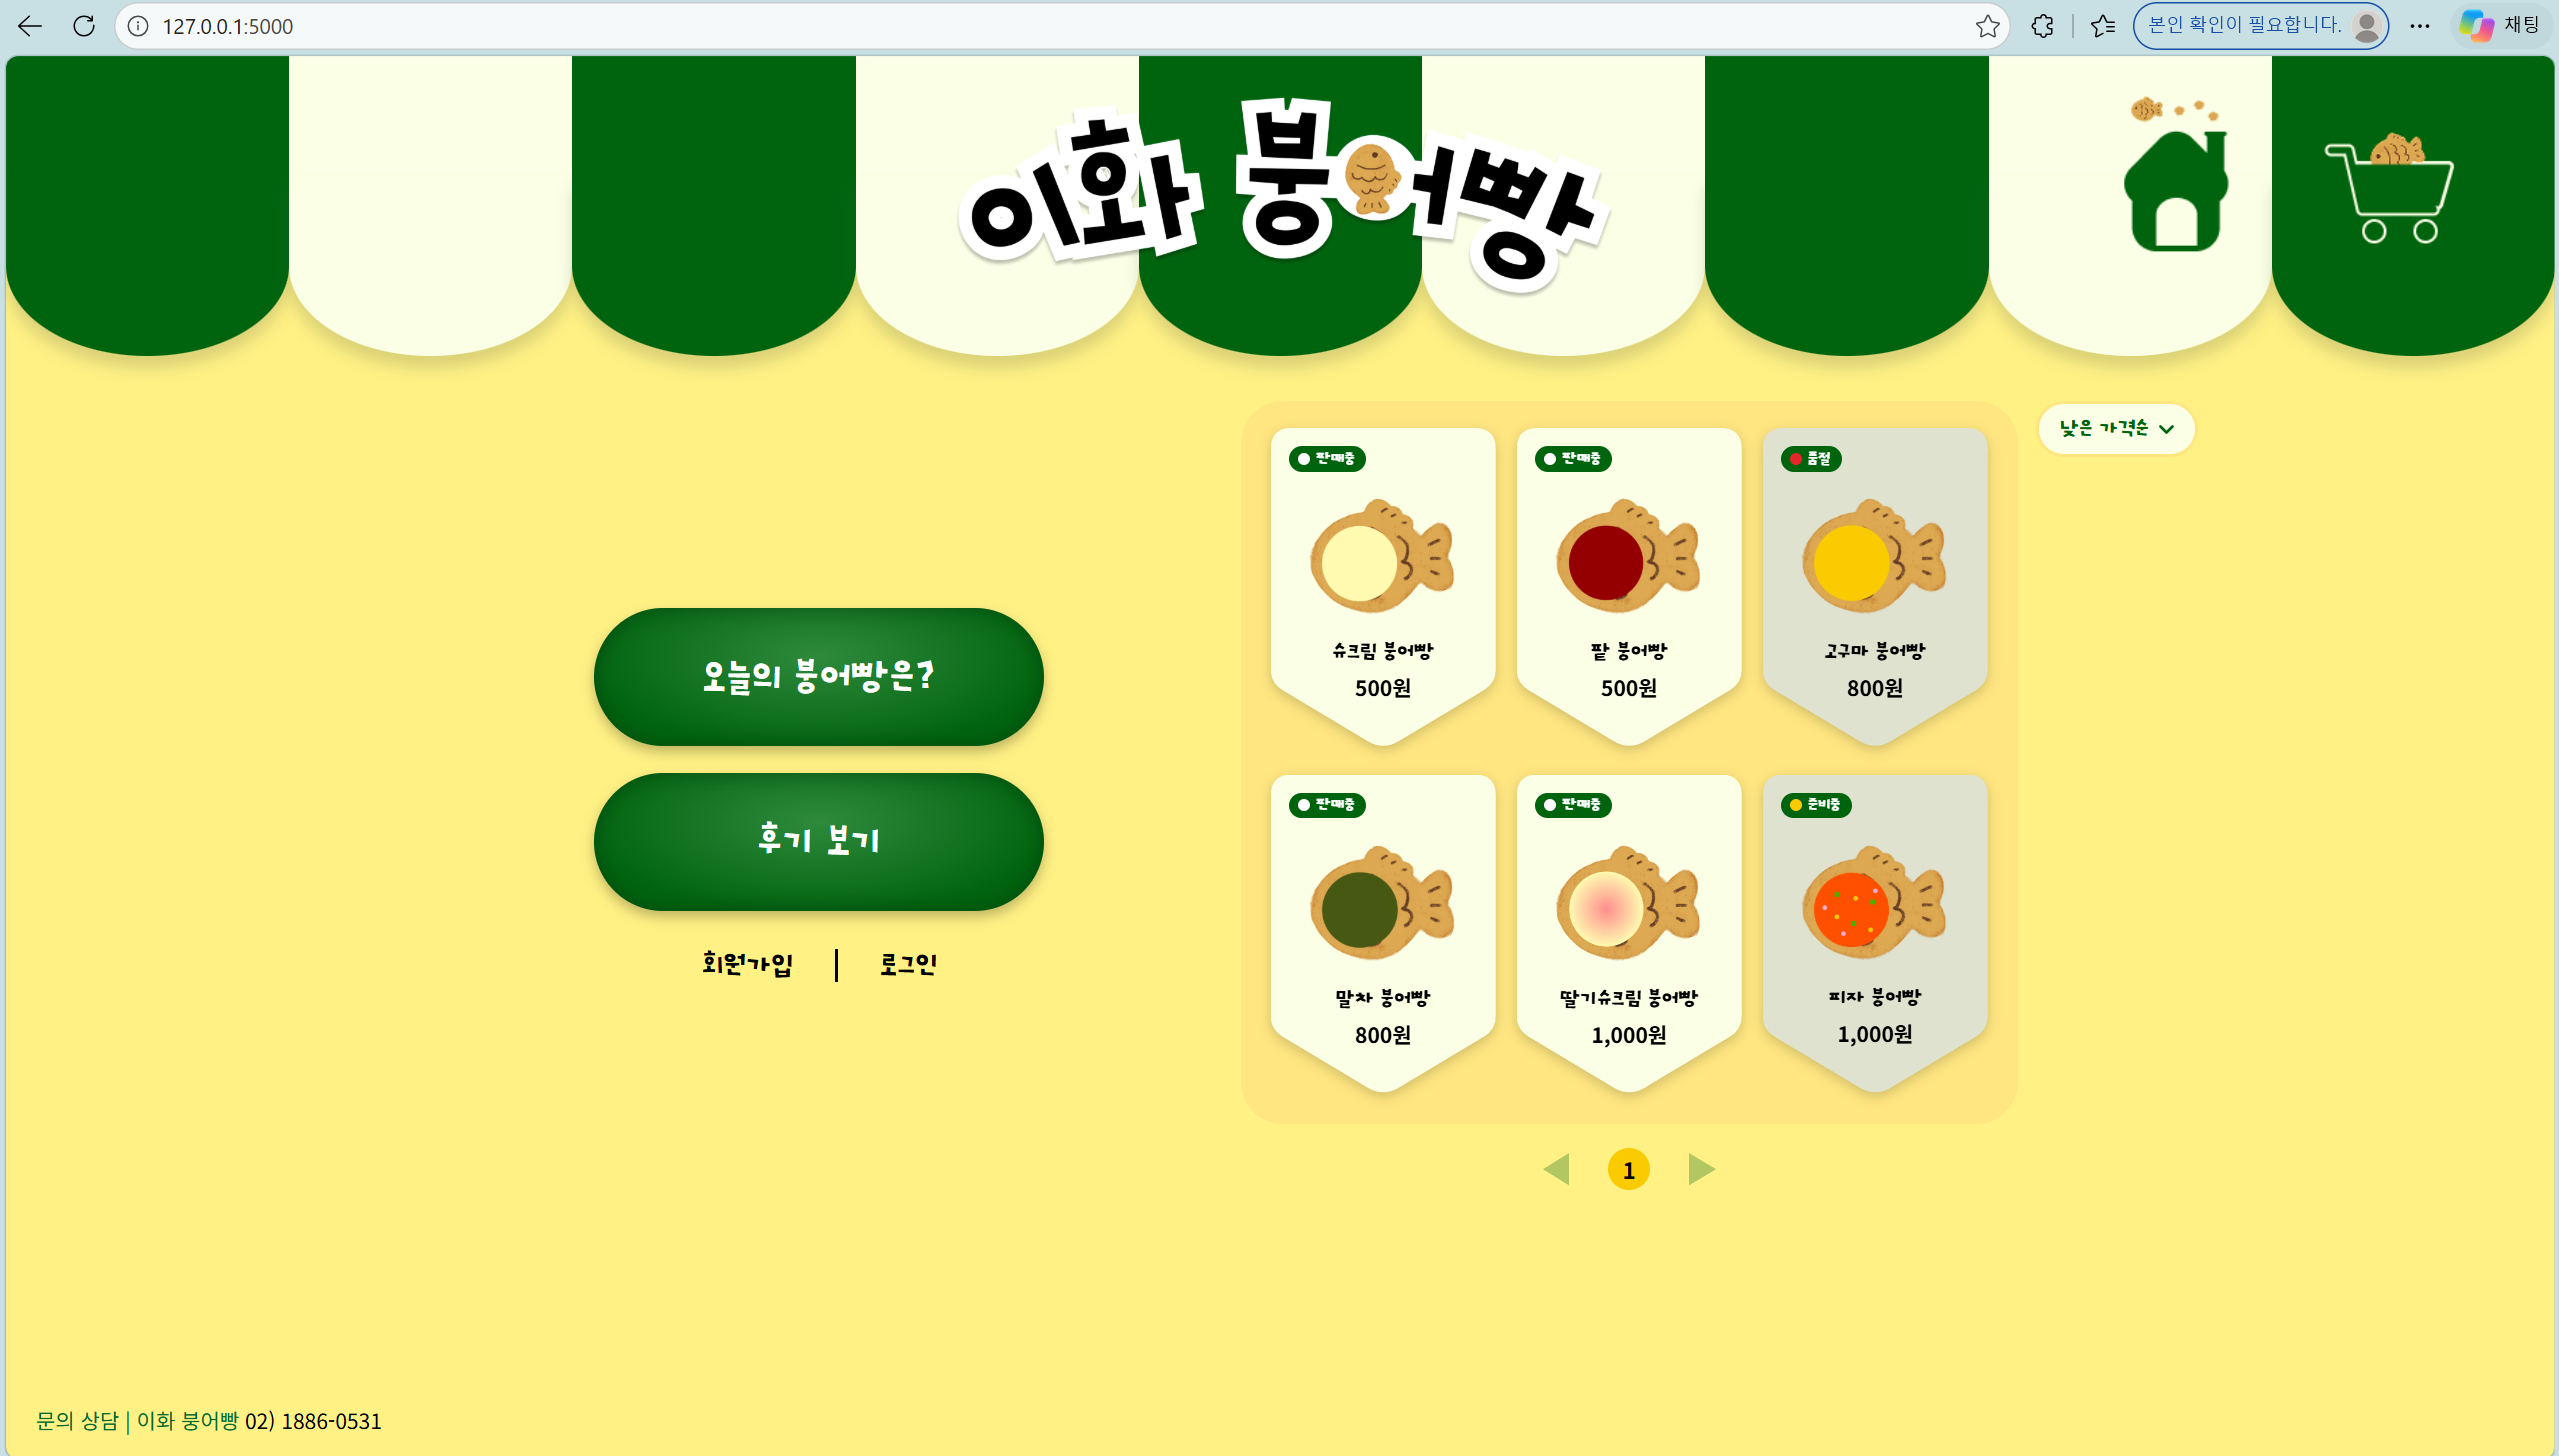 127.0.0.1:5000
본인 확인이 필요합니다.
채팅
이화 붕어빵
낮은 가격순
판매중
판매중
품절
슈크림 붕어빵
팥 붕어빵
고구마 붕어빵
500원
500원
800원
오늘의 붕어빵은?
후기 보기
회원가입 | 로그인
판매중
판매중
준비중
말차 붕어빵
딸기슈크림 붕어빵
피자 붕어빵
800원
1,000원
1,000원
1
문의 상담 | 이화 붕어빵 02) 1886-0531